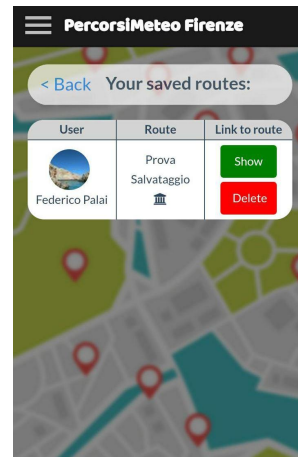 PercorsiMeteo Firenze
< Back Your saved routes:
User Route Link to route
Prova
Salvataggio
Federico Palai
Show
Delete